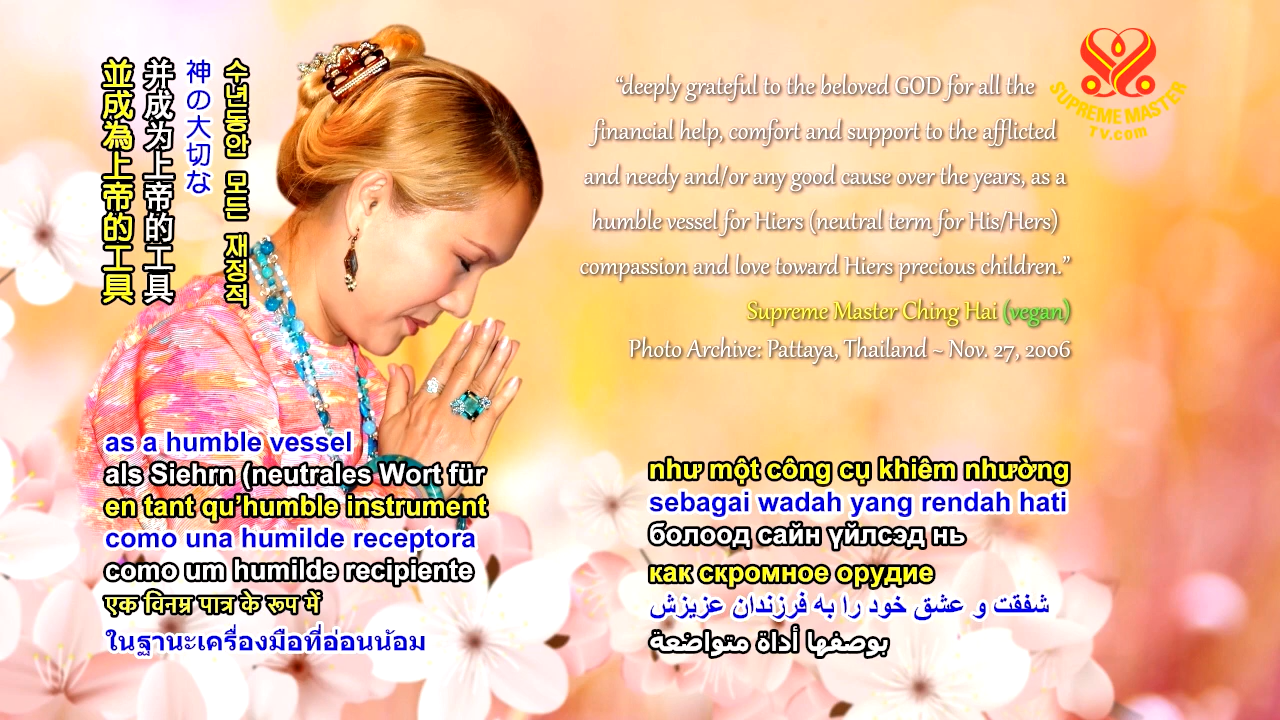 並成為上帝的工具
并成为上帝的工具
神の大切な
수년동안 모든 재정적
“deeply grateful to the beloved GOD for all the
financial help, comfort and support to the afflicted
and needy and/or any good cause over the years, as a
humble vessel for Hiers (neutral term for His/Hers)
compassion and love toward Hiers precious children.”
Supreme Master Ching Hai (vegan)
Photo Archive: Pattaya, Thailand ~ Nov. 27, 2006
SUPREME MASTER
TV.com
as a humble vessel
als Siehrn (neutrales Wort für
en tant qu’humble instrument
como una humilde receptora
como um humilde recipiente
एक विनम्र पात्र के रूप में
ในฐานะเครื่องมือที่อ่อนน้อม
như một công cụ khiêm nhường
sebagai wadah yang rendah hati
болоод сайн үйлсэд нь
как скромное орудие
شفقت و عشق خود را به فرزندان عزیزش
بوصفها أداة متواضعة